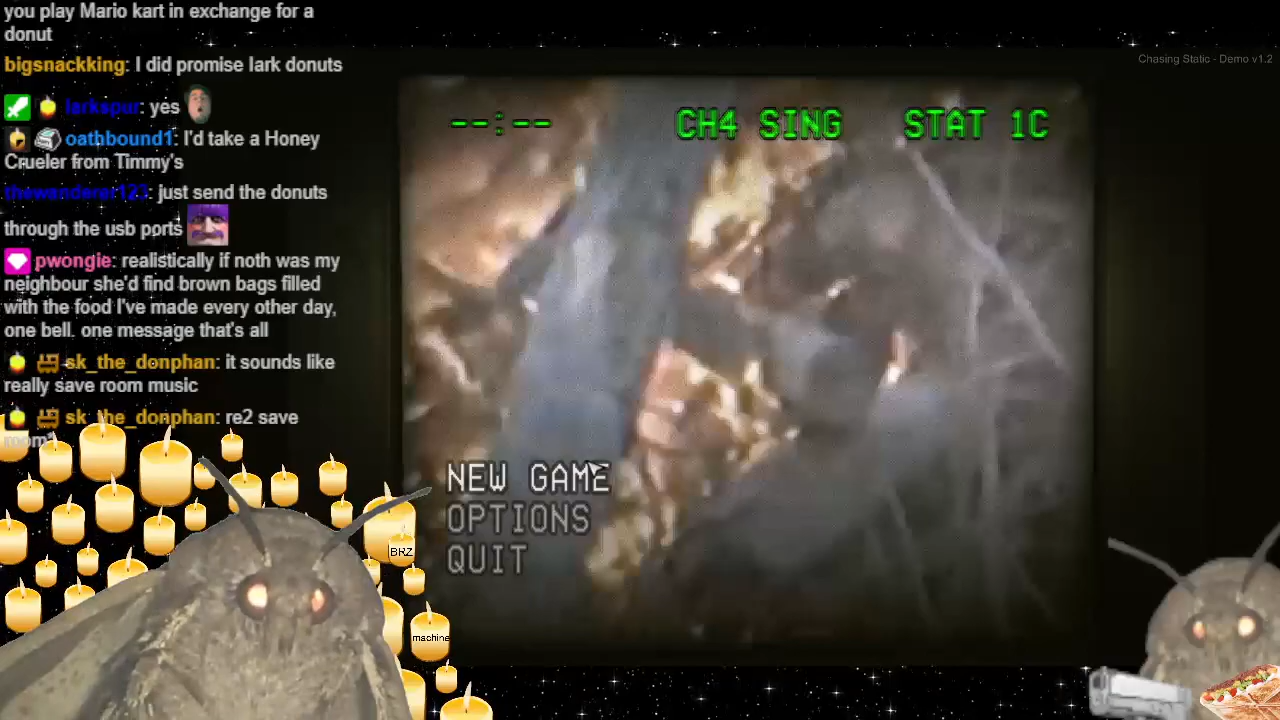 you play Mario kart in exchange for a
donut
bigsnackking: I did promise lark donuts
larkspur: yes
oathbound1: I'd take a Honey
Crueler from Timmy's
thewanderer123: just send the donuts
through the usb ports
pwongie: realistically if noth was my
neighbour she'd find brown bags filled
with the food I've made every other day,
one bell. one message that's all
sk_the_donphan: it sounds like
really save room music
sk_the_donphan: re2 save
room*
Chasing Static - Demo v1.2
--:-- CH4 SING STAT 1C
NEW GAME
OPTIONS
QUIT
BRZ
machine